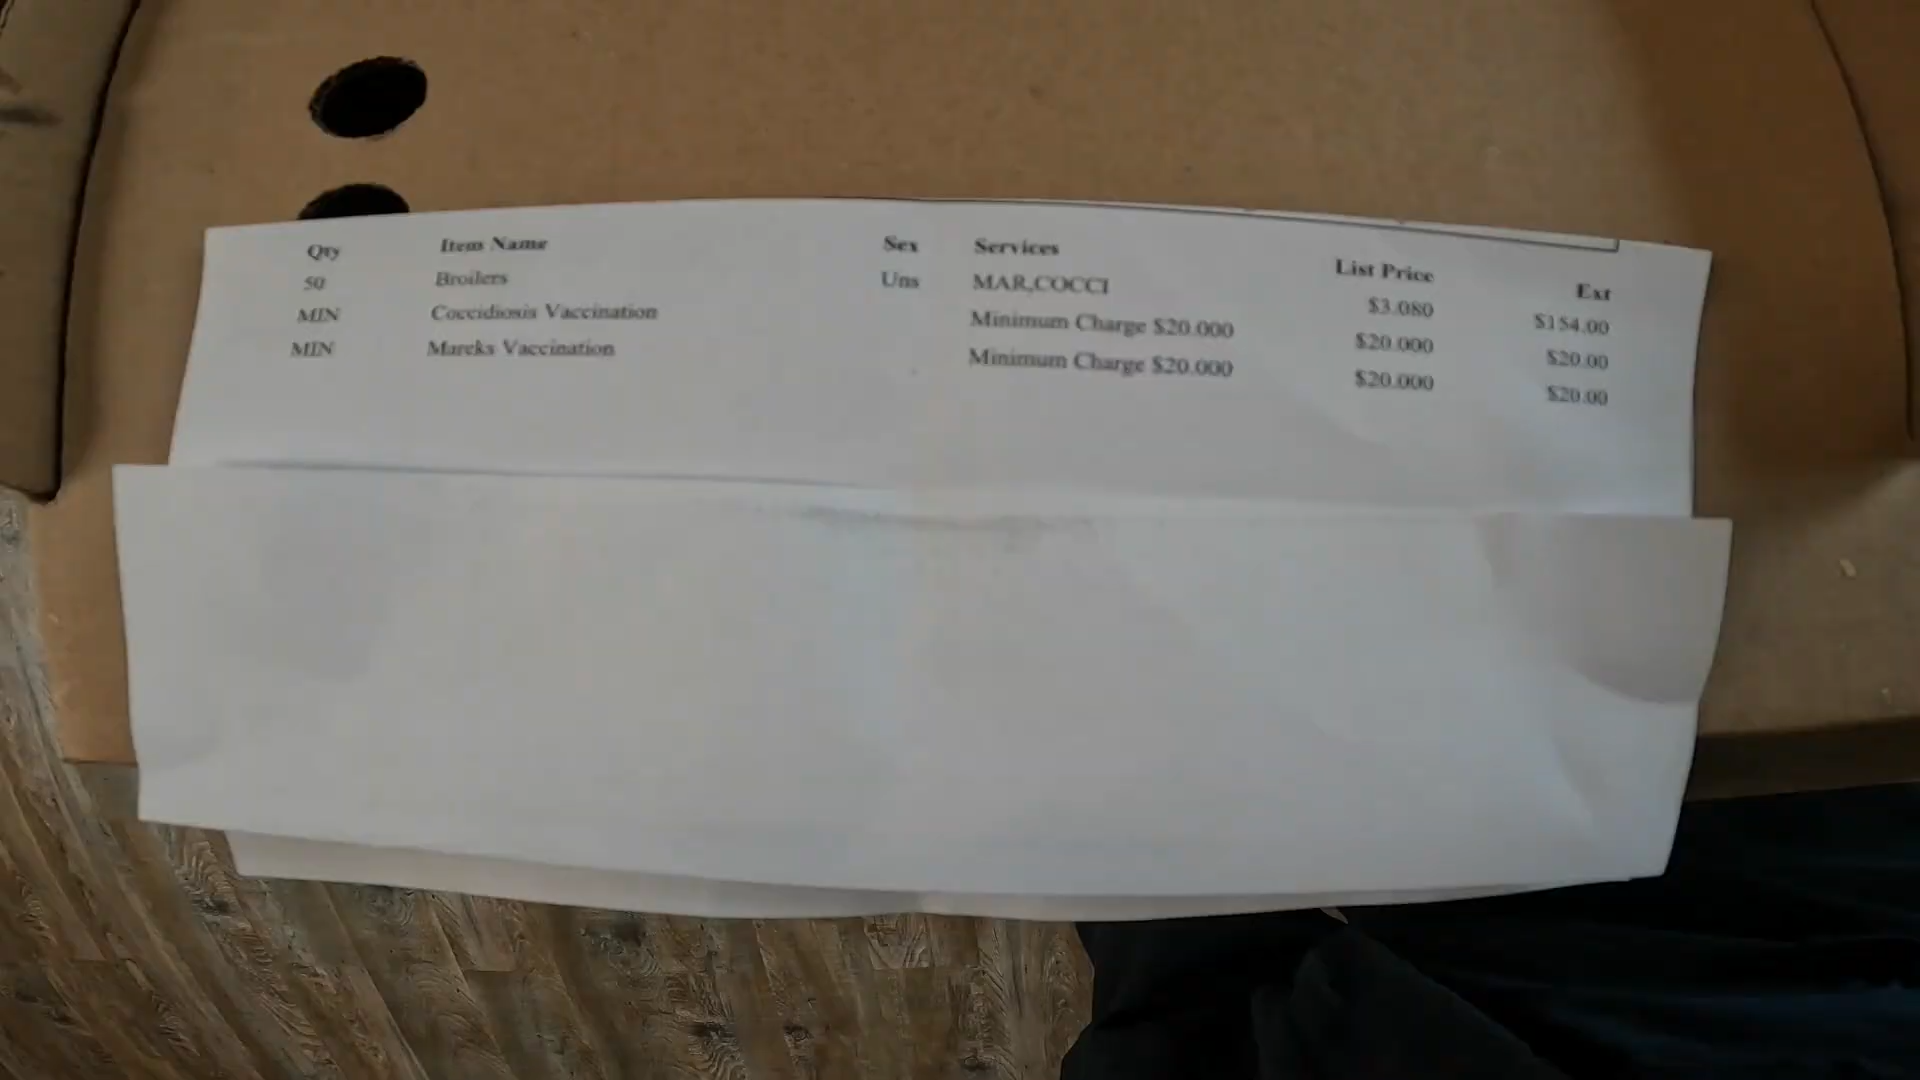 Qty Item Name Sex Services List Price Ext
50 Broilers Uns MAR,COCCI $3.080 $154.00
MIN Coccidiosis Vaccination Minimum Charge $20.000 $20.000 $20.00
MIN Mareks Vaccination Minimum Charge $20.000 $20.000 $20.00